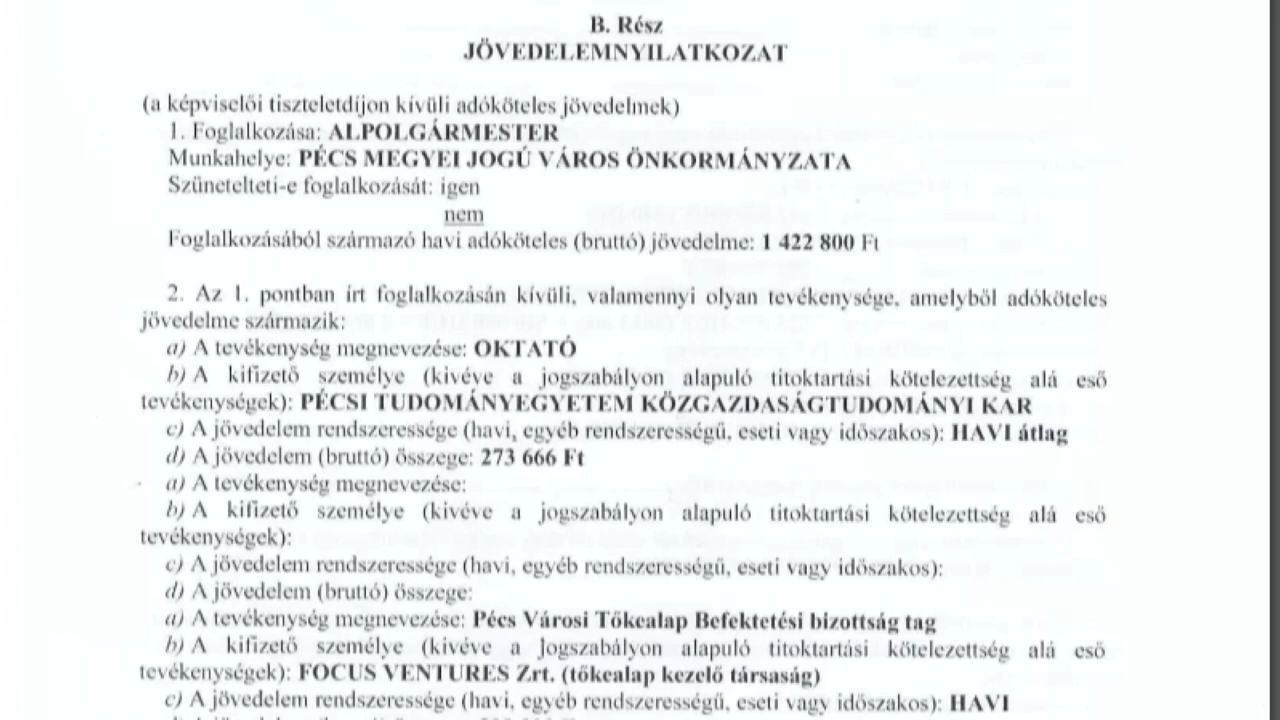 B. Rész
JÖVEDELEMNYILATKOZAT
(a képviselői tiszteletdíjon kívüli adóköteles jövedelmek)
1. Foglalkozása: ALPOLGÁRMESTER
Munkahelye: PÉCS MEGYEI JOGÚ VÁROS ÖNKORMÁNYZATA
Szünetelteti-e foglalkozását: igen
nem
Foglalkozásából származó havi adóköteles (bruttó) jövedelme: 1 422 800 Ft
2. Az 1. pontban írt foglalkozásán kívüli, valamennyi olyan tevékenysége, amelyből adóköteles
jövedelme származik:
a) A tevékenység megnevezése: OKTATÓ
b) A kifizető személye (kivéve a jogszabályon alapuló titoktartási kötelezettség alá eső
tevékenységek): PÉCSI TUDOMÁNYEGYETEM KÖZGAZDASÁGTUDOMÁNYI KAR
c) A jövedelem rendszeressége (havi, egyéb rendszerességű, eseti vagy időszakos): HAVI átlag
d) A jövedelem (bruttó) összege: 273 666 Ft
a) A tevékenység megnevezése:
b) A kifizető személye (kivéve a jogszabályon alapuló titoktartási kötelezettség alá eső
tevékenységek):
c) A jövedelem rendszeressége (havi, egyéb rendszerességű, eseti vagy időszakos):
d) A jövedelem (bruttó) összege:
a) A tevékenység megnevezése: Pécs Városi Tőkealap Befektetési bizottság tag
b) A kifizető személye (kivéve a jogszabályon alapuló titoktartási kötelezettség alá eső
tevékenységek): FOCUS VENTURES Zrt. (tőkealap kezelő társaság)
c) A jövedelem rendszeressége (havi, egyéb rendszerességű, eseti vagy időszakos): HAVI